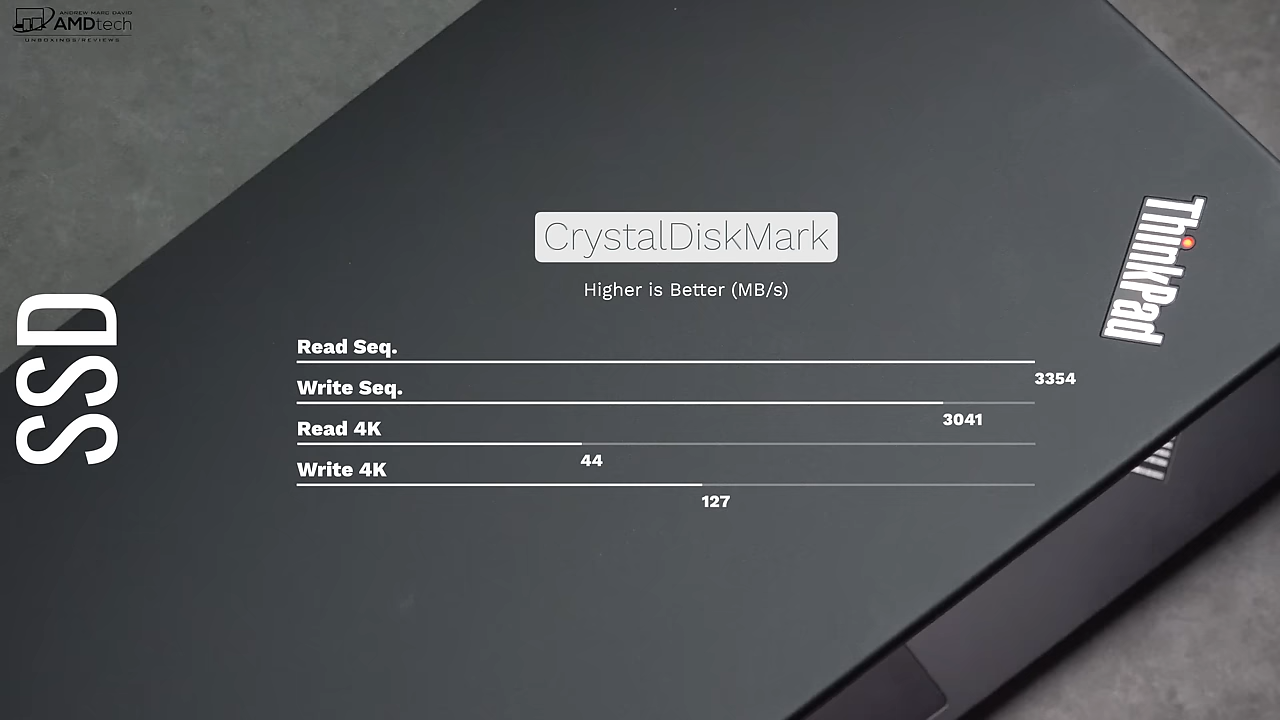 ANDREW MARC DAVID
AMDtech
UNBOXINGS/REVIEWS
SSD
CrystalDiskMark
Higher is Better (MB/s)
Read Seq.
3354
Write Seq.
3041
Read 4K
44
Write 4K
127
ThinkPad